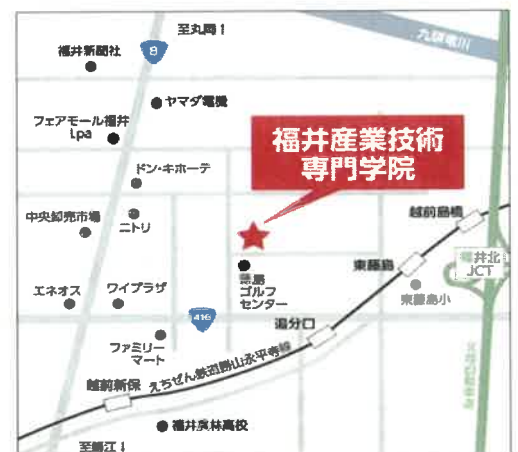 至丸岡↑
福井新聞社
8
九頭竜川
ヤマダ電機
フェアモール福井
Lpa
福井産業技術
専門学院
ドン・キホーテ
越前島橋
中央卸売市場
ニトリ
東藤島
福井北
JCT
藤島
ゴルフ
センター
エネオス
ワイプラザ
東藤島小
416
追分口
ファミリー
マート
えちぜん鉄道勝山永平寺線
越前新保
福井農林高校
至鯖江↓